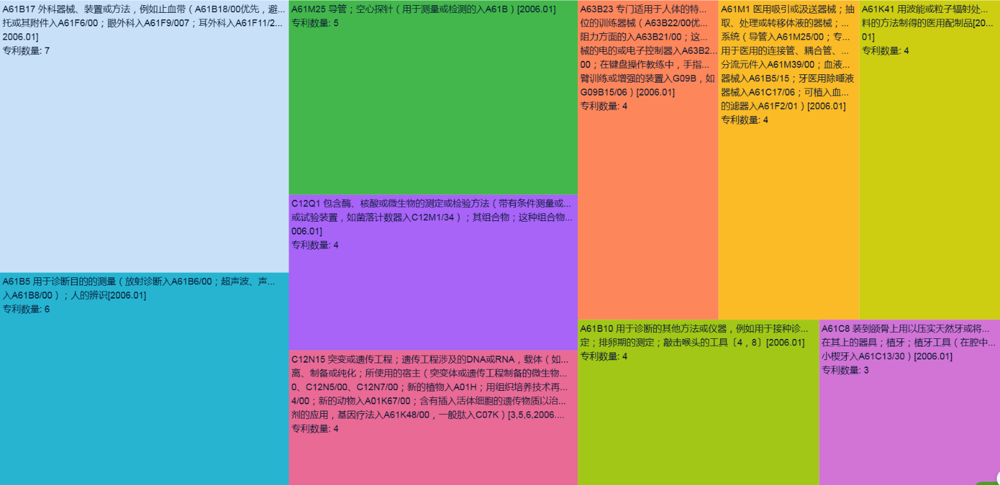 A61B17 外科器械、装置或方法，例如止血带（A61B18/00优先，避...
托或其附件入A61F6/00；眼外科入A61F9/007；耳外科入A61F11/2...
2006.01]
专利数量: 7
A61B5 用于诊断目的的测量（放射诊断入A61B6/00；超声波、声...
入A61B8/00）；人的辨识[2006.01]
专利数量: 6
A61M25 导管；空心探针（用于测量或检测的入A61B）[2006.01]
专利数量: 5
C12Q1 包含酶、核酸或微生物的测定或检验方法（带有条件测量或...
或试验装置，如菌落计数器入C12M1/34）；其组合物；这种组合物...
006.01]
专利数量: 4
C12N15 突变或遗传工程；遗传工程涉及的DNA或RNA，载体（如...
离、制备或纯化；所使用的宿主（突变体或遗传工程制备的微生物...
0、C12N5/00、C12N7/00；新的植物入A01H；用组织培养技术再...
4/00；新的动物入A01K67/00；含有插入活体细胞的遗传物质以治...
剂的应用，基因疗法入A61K48/00，一般肽入C07K）[3,5,6,2006....
专利数量: 4
A63B23 专门适用于人体的特...
位的训练器械（A63B22/00优...
阻力方面的入A63B21/00；这...
械的电的或电子控制器入A63B2...
00；在键盘操作教练中，手指...
臂训练或增强的装置入G09B，如
G09B15/06）[2006.01]
专利数量: 4
A61M1 医用吸引或汲送器械；抽
取、处理或转移体液的器械；...
系统（导管入A61M25/00；专...
用于医用的连接管、耦合管、...
分流元件入A61M39/00；血液...
器械入A61B5/15；牙医用除唾液
器械入A61C17/06；可植入血...
的滤器入A61F2/01）[2006.01]
专利数量: 4
A61K41 用波能或粒子辐射处...
料的方法制得的医用配制品[20...
01]
专利数量: 4
A61B10 用于诊断的其他方法或仪器，例如用于接种诊...
定；排卵期的测定；敲击喉头的工具〔4，8〕[2006.01]
专利数量: 4
A61C8 装到颌骨上用以压实天然牙或将...
在其上的器具；植牙；植牙工具（在腔中...
小楔牙入A61C13/30）[2006.01]
专利数量: 3